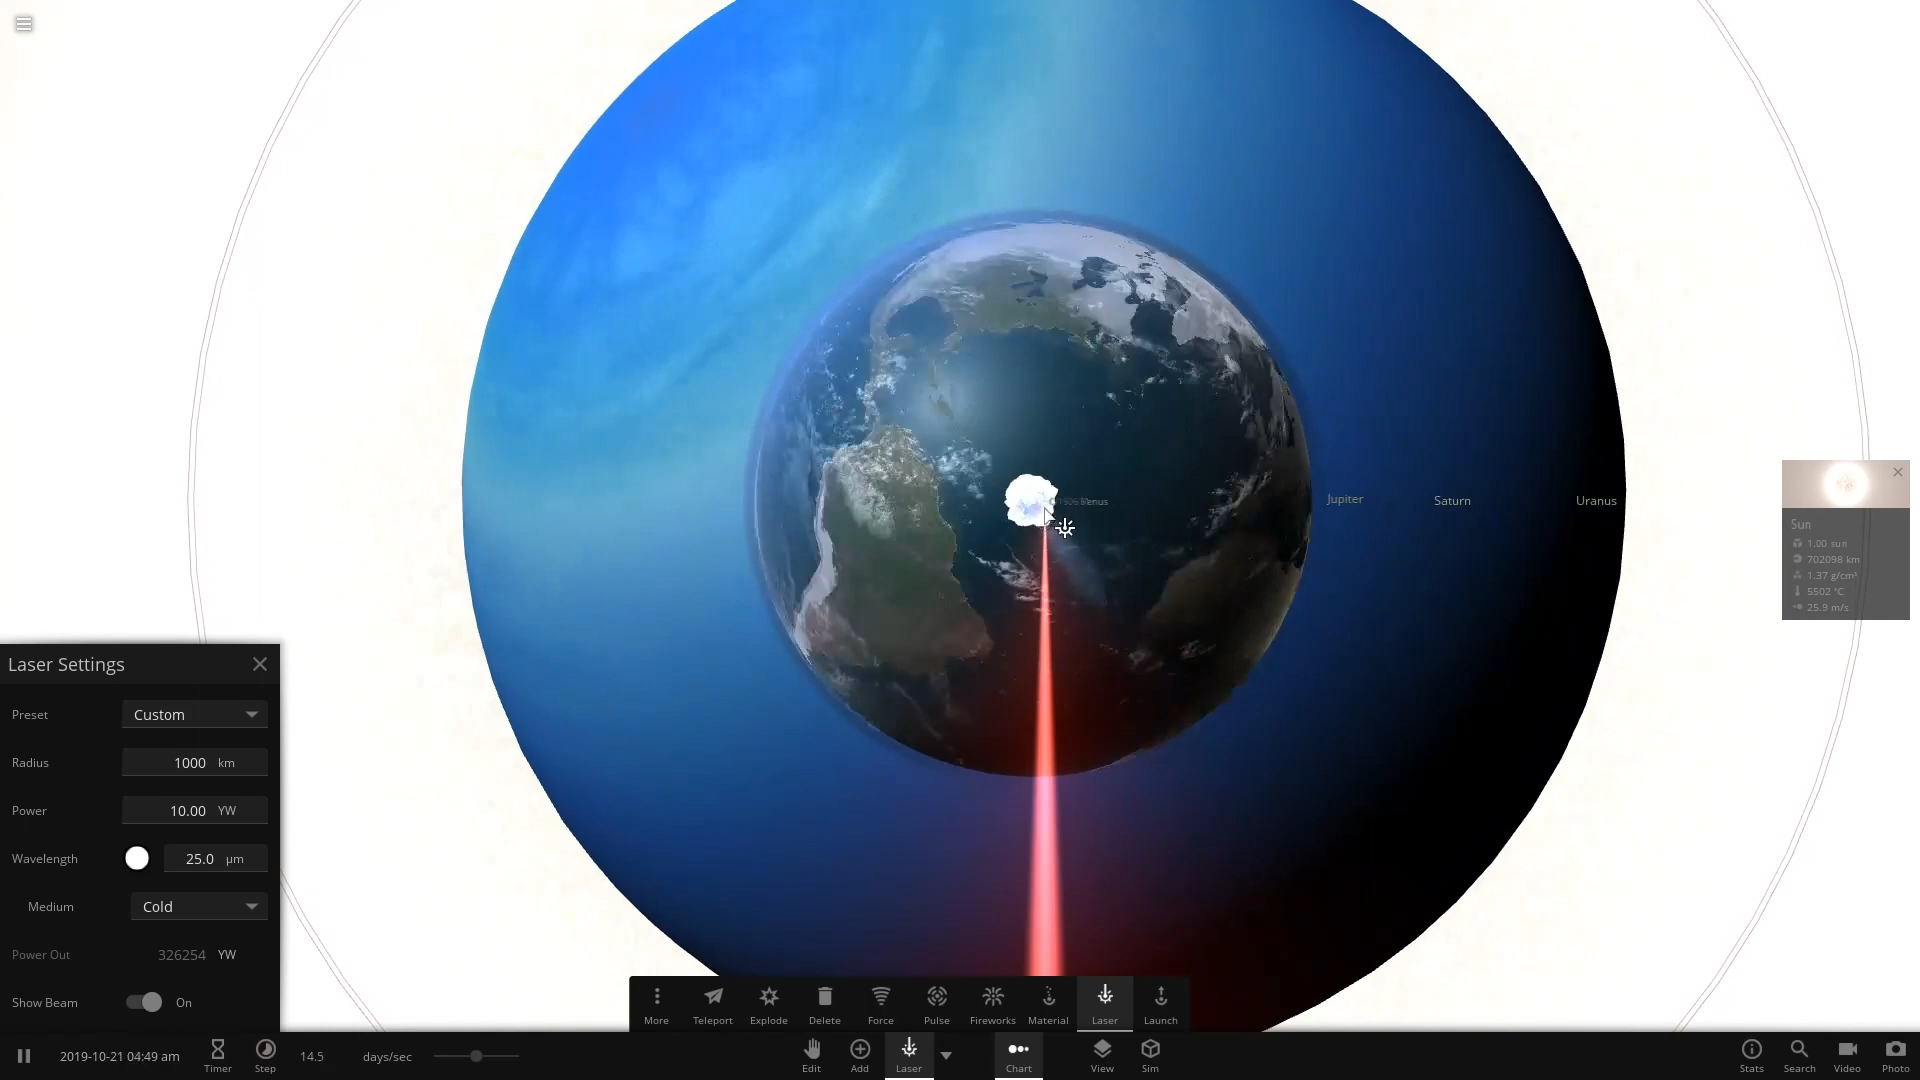 Venus
Jupiter
Saturn
Uranus
Sun
1.00 sun
702098 km
1.37 g/cm³
5502 °C
25.9 m/s
Laser Settings
Preset Custom
Radius 1000 km
Power 10.00 YW
Wavelength 25.0 µm
Medium Cold
Power Out 326254 YW
Show Beam On
More Teleport Explode Delete Force Pulse Fireworks Material Laser Launch
2019-10-21 04:49 am Timer Step 14.5 days/sec Edit Add Laser Chart View Sim Stats Search Video Photo